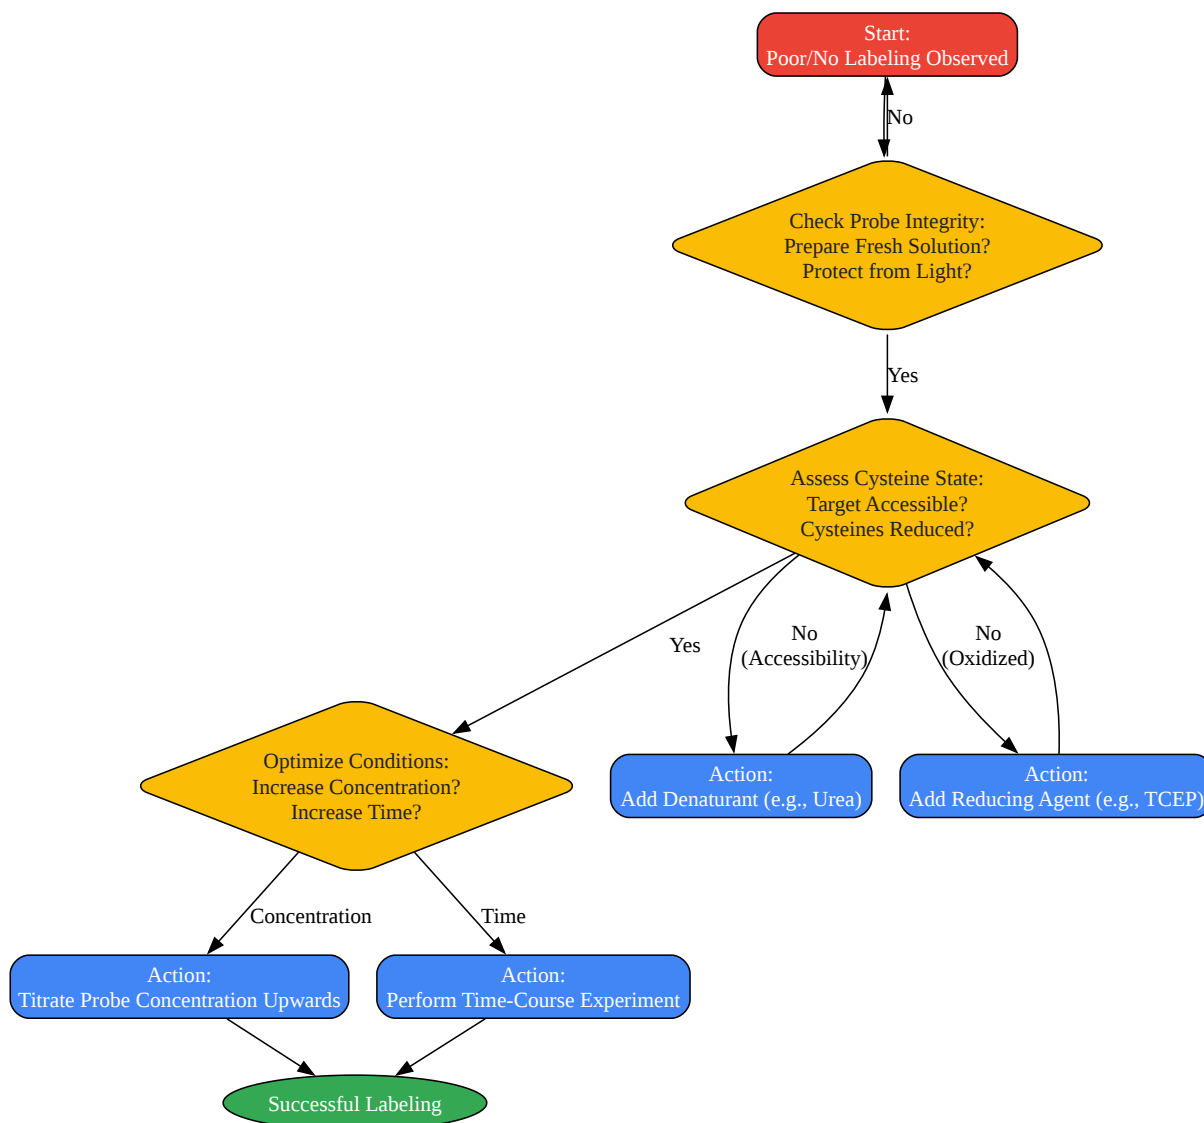 Start:
Poor/No Labeling Observed
No
Check Probe Integrity:
Prepare Fresh Solution?
Protect from Light?
Yes
Assess Cysteine State:
Target Accessible?
Cysteines Reduced?
Yes
No
(Accessibility)
No
(Oxidized)
Optimize Conditions:
Increase Concentration?
Increase Time?
Action:
Add Denaturant (e.g., Urea)
Action:
Add Reducing Agent (e.g., TCEP)
Concentration
Time
Action:
Titrate Probe Concentration Upwards
Action:
Perform Time-Course Experiment
Successful Labeling